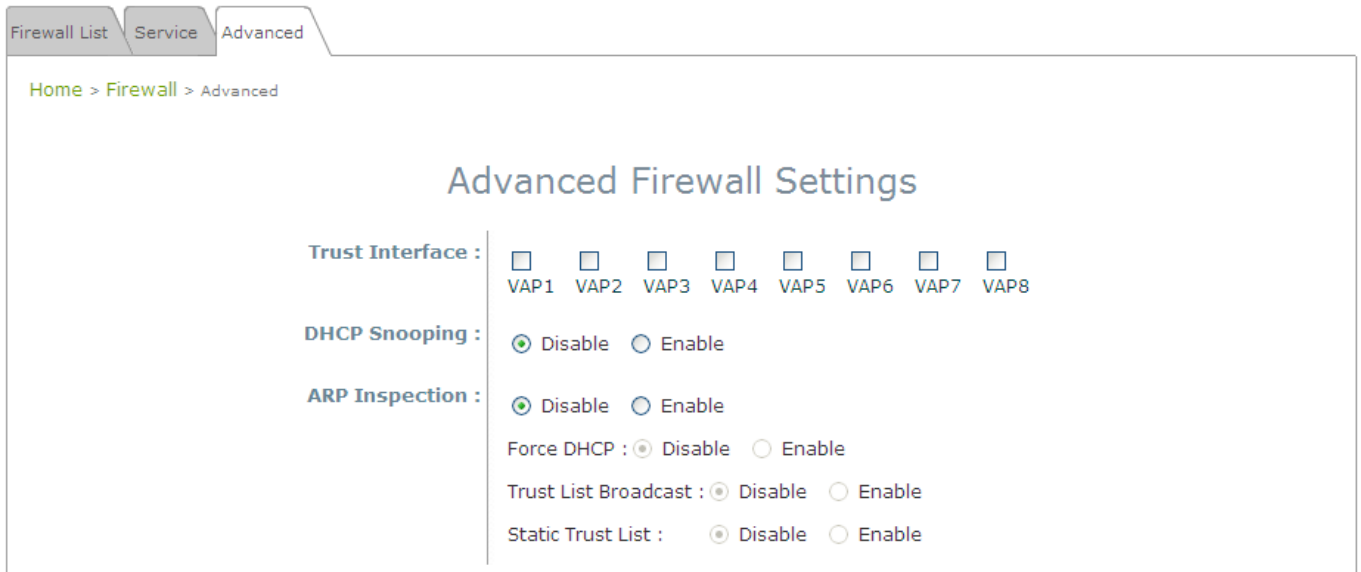 Firewall List Service Advanced
Home > Firewall > Advanced
Advanced Firewall Settings
Trust Interface :
VAP1 VAP2 VAP3 VAP4 VAP5 VAP6 VAP7 VAP8
DHCP Snooping : Disable Enable
ARP Inspection : Disable Enable
Force DHCP : Disable Enable
Trust List Broadcast : Disable Enable
Static Trust List : Disable Enable